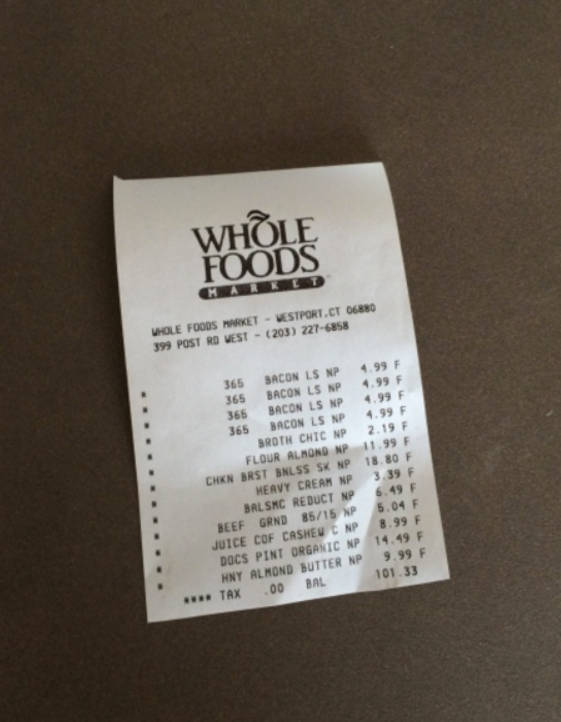 WHOLE
FOODS
MARKET
WHOLE FOODS MARKET - WESTPORT,CT 06880
399 POST RD WEST - (203) 227-6858
365 BACON LS NP 4.99 F
365 BACON LS NP 4.99 F
365 BACON LS NP 4.99 F
365 BACON LS NP 4.99 F
BROTH CHIC NP 2.19 F
FLOUR ALMOND NP 11.99 F
CHKN BRST BNLSS SK NP 18.80 F
HEAVY CREAM NP 3.39 F
BALSMC REDUCT NP 6.49 F
BEEF GRND 85/15 NP 5.04 F
JUICE COF CASHEW C NP 8.99 F
DOCS PINT ORGANIC NP 14.49 F
HNY ALMOND BUTTER NP 9.99 F
**** TAX .00 BAL 101.33